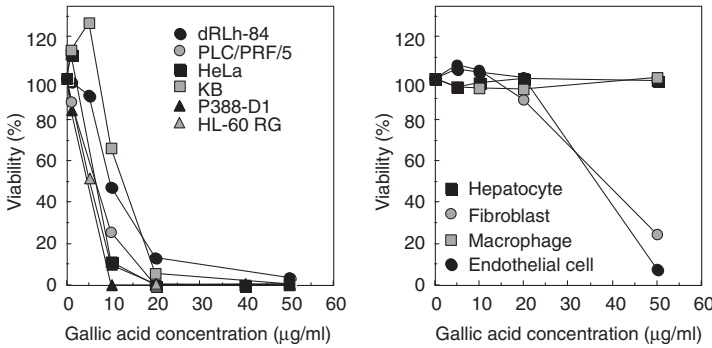 120
100
80
60
40
20
0
Viability (%)
dRLh-84
PLC/PRF/5
HeLa
KB
P388-D1
HL-60 RG
0 10 20 30 40 50 60
Gallic acid concentration (μg/ml)
120
100
80
60
40
20
0
Viability (%)
Hepatocyte
Fibroblast
Macrophage
Endothelial cell
0 10 20 30 40 50 60
Gallic acid concentration (μg/ml)